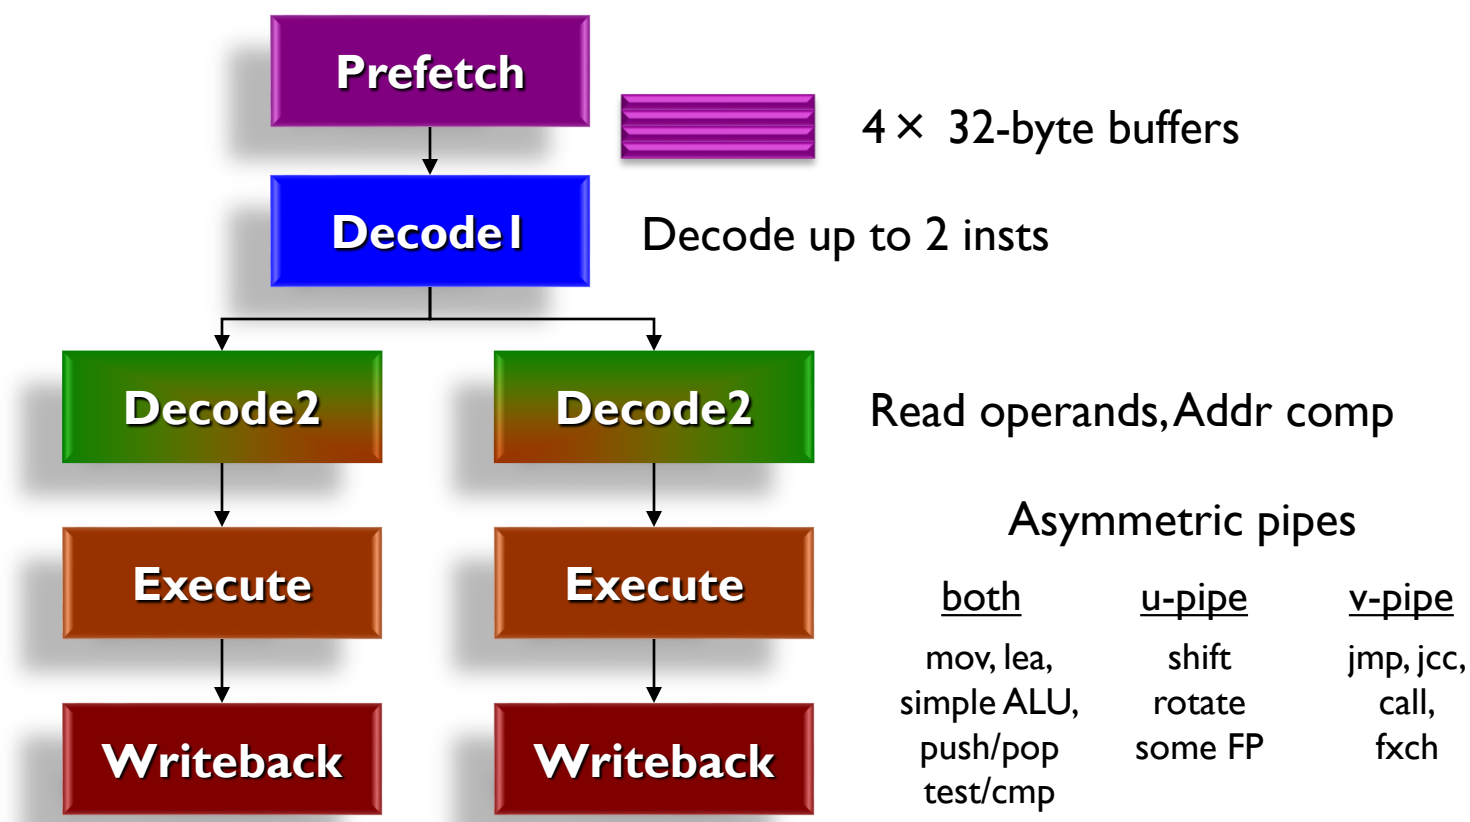 Prefetch
4 × 32-byte buffers
Decode1
Decode up to 2 insts
Decode2
Decode2
Read operands, Addr comp
Asymmetric pipes
Execute
Execute
both
u-pipe
v-pipe
mov, lea,
shift
jmp, jcc,
simple ALU,
rotate
call,
push/pop
some FP
fxch
test/cmp
Writeback
Writeback